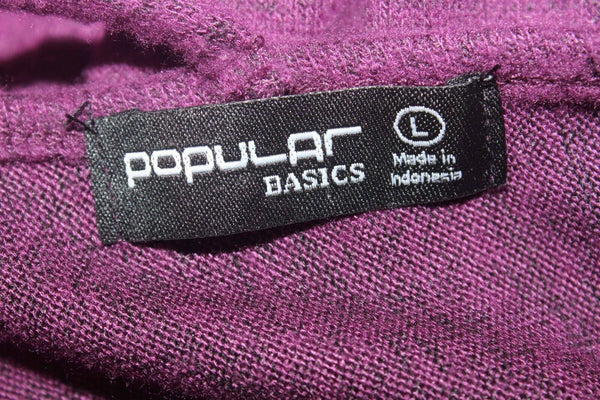 popULAr
BASICS
L
Made in
Indonesia